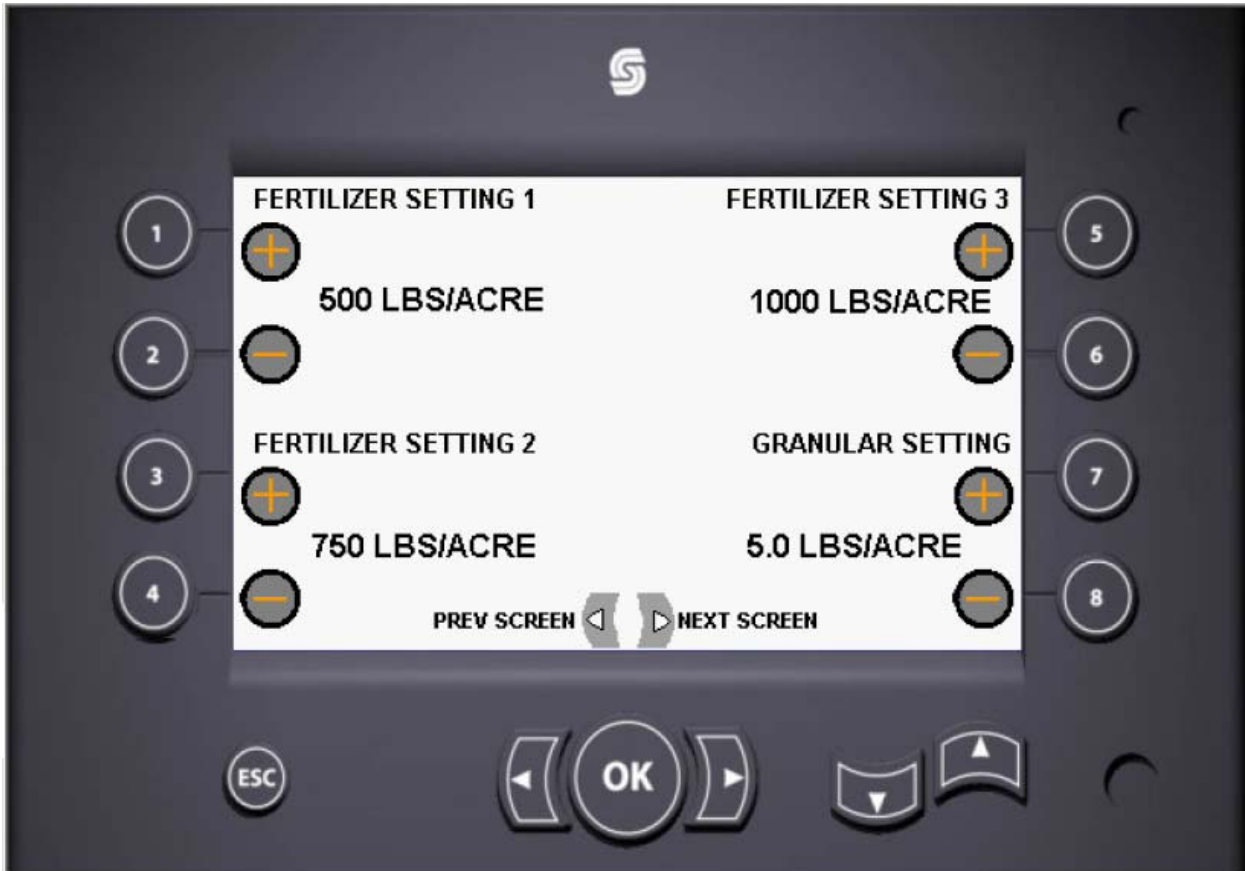 1
2
3
4
FERTILIZER SETTING 1
500 LBS/ACRE
FERTILIZER SETTING 2
750 LBS/ACRE
FERTILIZER SETTING 3
1000 LBS/ACRE
GRANULAR SETTING
5.0 LBS/ACRE
PREV SCREEN NEXT SCREEN
5
6
7
8
ESC
OK